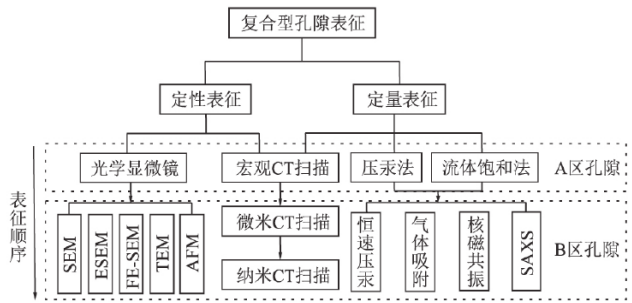 复合型孔隙表征
定性表征
定量表征
光学显微镜
宏观CT扫描
压汞法
流体饱和法
A区孔隙
表征顺序
SEM
ESEM
FE-SEM
TEM
AFM
微米CT扫描
纳米CT扫描
恒速压汞
气体吸附
核磁共振
SAXS
B区孔隙